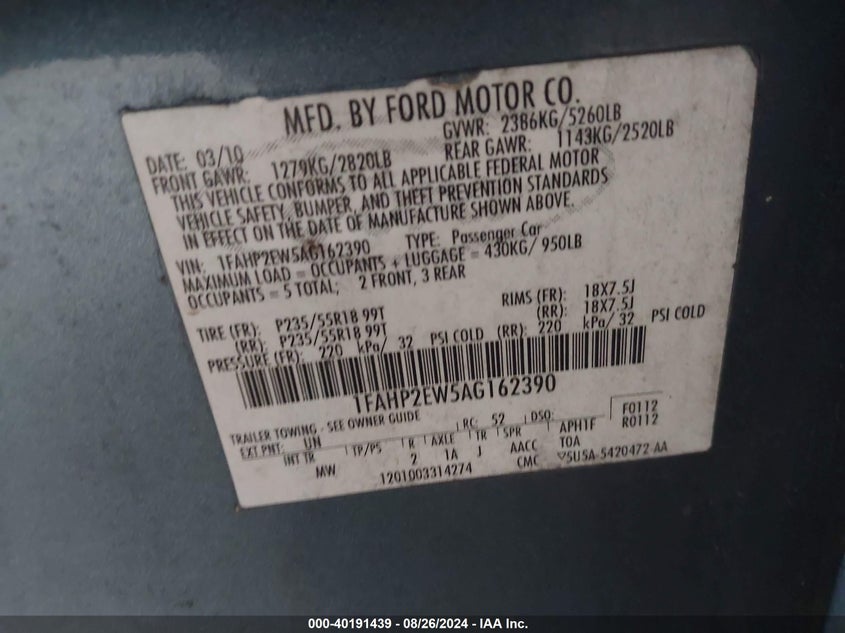 MFD. BY FORD MOTOR CO.
DATE: 03/10 GVWR: 2386KG/5260LB
FRONT GAWR: 1279KG/2820LB REAR GAWR: 1143KG/2520LB
THIS VEHICLE CONFORMS TO ALL APPLICABLE FEDERAL MOTOR
VEHICLE SAFETY, BUMPER, AND THEFT PREVENTION STANDARDS
IN EFFECT ON THE DATE OF MANUFACTURE SHOWN ABOVE.
VIN: 1FAHP2EW5AG162390 TYPE: Passenger Car
MAXIMUM LOAD = OCCUPANTS + LUGGAGE = 430KG/ 950LB
OCCUPANTS = 5 TOTAL; 2 FRONT, 3 REAR
TIRE (FR): P235/55R18 99T RIMS (FR): 18X7.5J
(RR): P235/55R18 99T (RR): 18X7.5J
PRESSURE (FR): 220 kPa/ 32 PSI COLD (RR): 220 kPa/ 32 PSI COLD
1FAHP2EW5AG162390
TRAILER TOWING - SEE OWNER GUIDE RC: 52 DSO: F0112
EXT PNT: UN R0112
INT TR TP/PS R AXLE TR SPR APH1F
MW 2 1A J AACC TOA
1201003314274 CMC 5U5A-5420472-AA
000-40191439 - 08/26/2024 - IAA Inc.